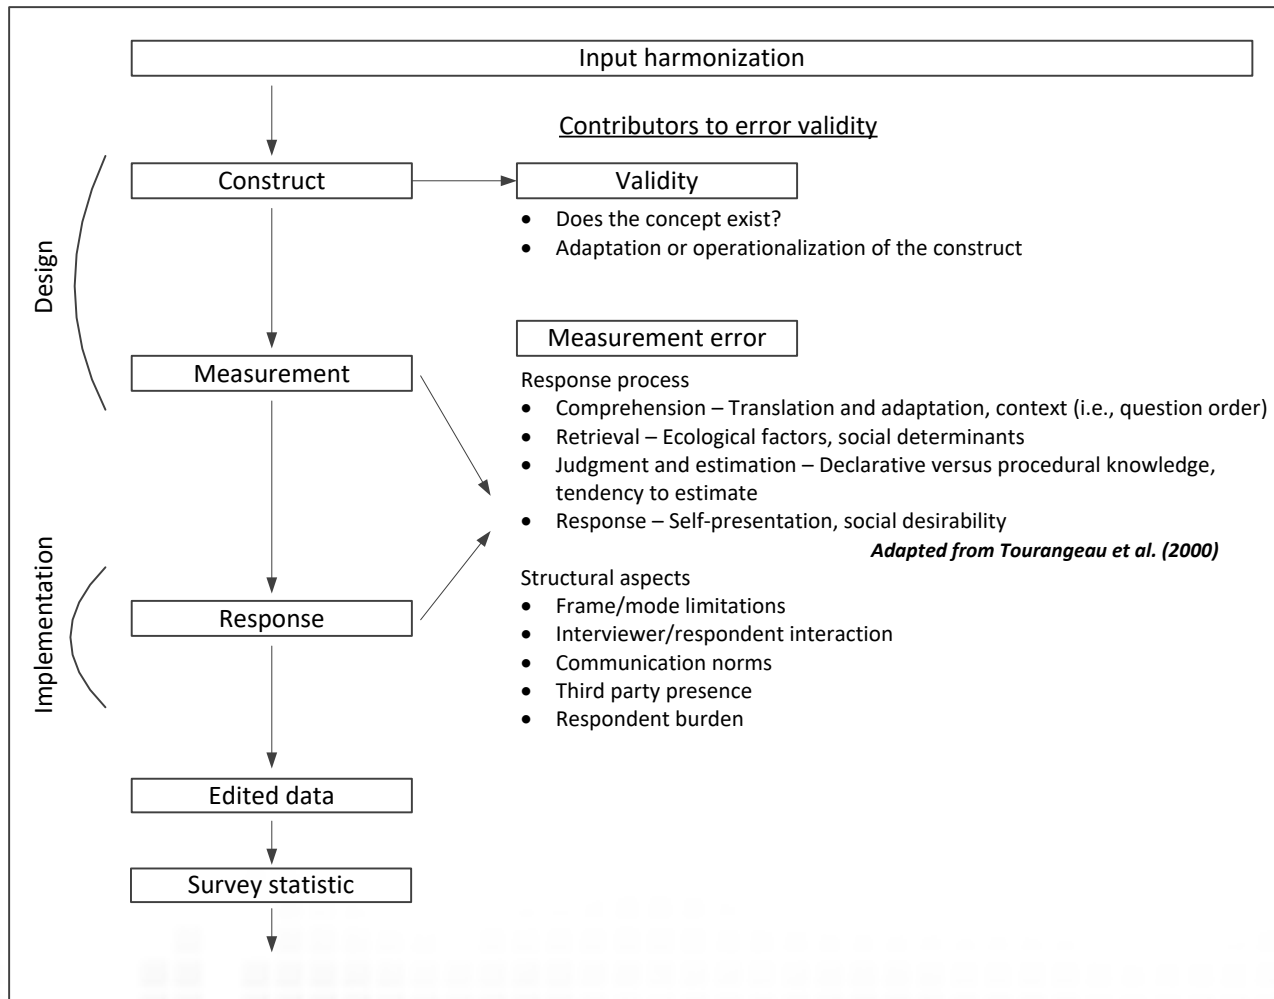 Input harmonization
Contributors to error validity
Construct
Validity
• Does the concept exist?
• Adaptation or operationalization of the construct
Design
Measurement error
Measurement
Response process
• Comprehension – Translation and adaptation, context (i.e., question order)
• Retrieval – Ecological factors, social determinants
• Judgment and estimation – Declarative versus procedural knowledge,
tendency to estimate
• Response – Self-presentation, social desirability
Adapted from Tourangeau et al. (2000)
Implementation
Response
Structural aspects
• Frame/mode limitations
• Interviewer/respondent interaction
• Communication norms
• Third party presence
• Respondent burden
Edited data
Survey statistic